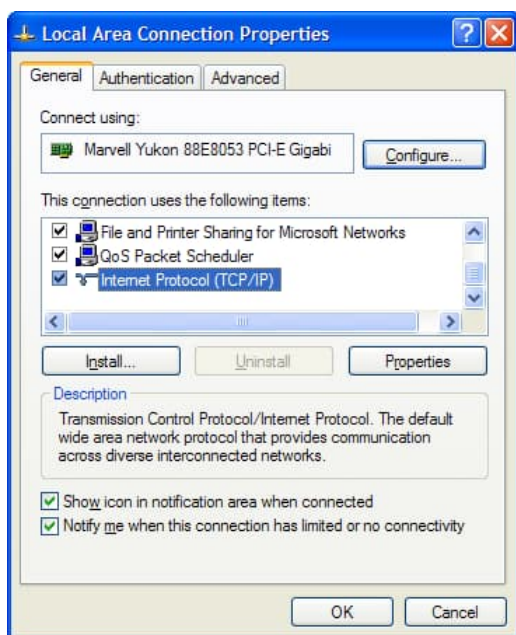 Local Area Connection Properties
General Authentication Advanced
Connect using:
Marvell Yukon 88E8053 PCI-E Gigabi
Configure...
This connection uses the following items:
File and Printer Sharing for Microsoft Networks
QoS Packet Scheduler
Internet Protocol (TCP/IP)
Install... Uninstall Properties
Description
Transmission Control Protocol/Internet Protocol. The default
wide area network protocol that provides communication
across diverse interconnected networks.
Show icon in notification area when connected
Notify me when this connection has limited or no connectivity
OK Cancel